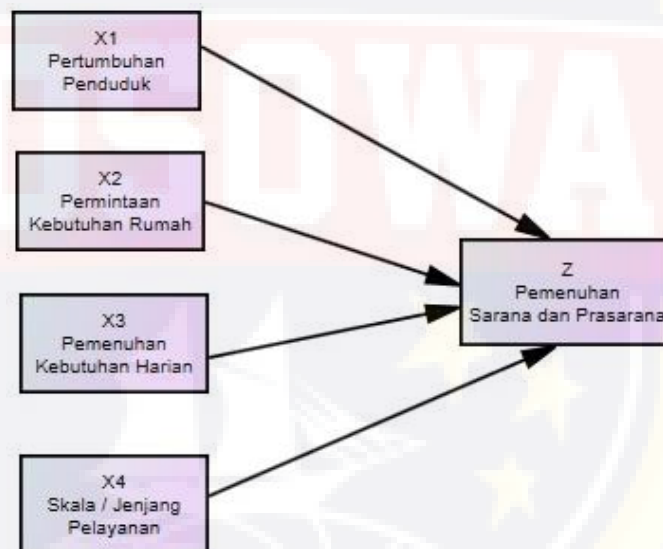 X1
Pertumbuhan
Penduduk
X2
Permintaan
Kebutuhan Rumah
X3
Pemenuhan
Kebutuhan Harian
X4
Skala / Jenjang
Pelayanan
Z
Pemenuhan
Sarana dan Prasarana